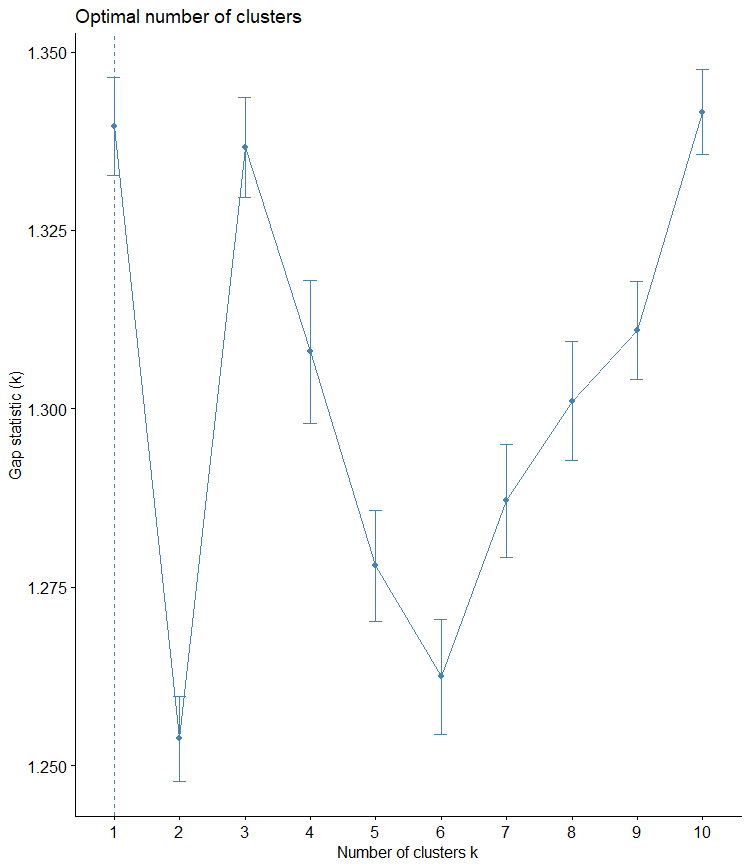 Optimal number of clusters
1.350
1.325
1.300
1.275
1.250
Gap statistic (k)
1 2 3 4 5 6 7 8 9 10
Number of clusters k